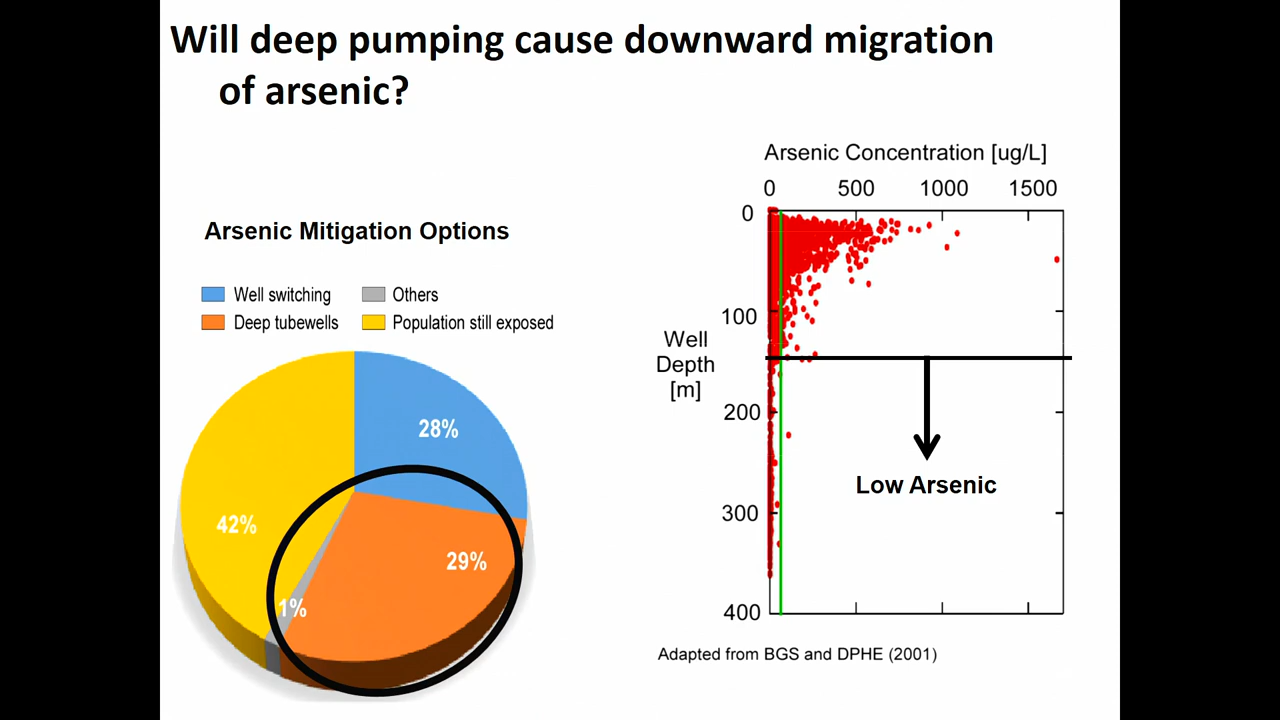 Will deep pumping cause downward migration
of arsenic?
Arsenic Mitigation Options
Well switching
Others
Deep tubewells
Population still exposed
28%
42%
29%
1%
Arsenic Concentration [ug/L]
0 500 1000 1500
0
100
Well
Depth
[m]
200
300
400
Low Arsenic
Adapted from BGS and DPHE (2001)